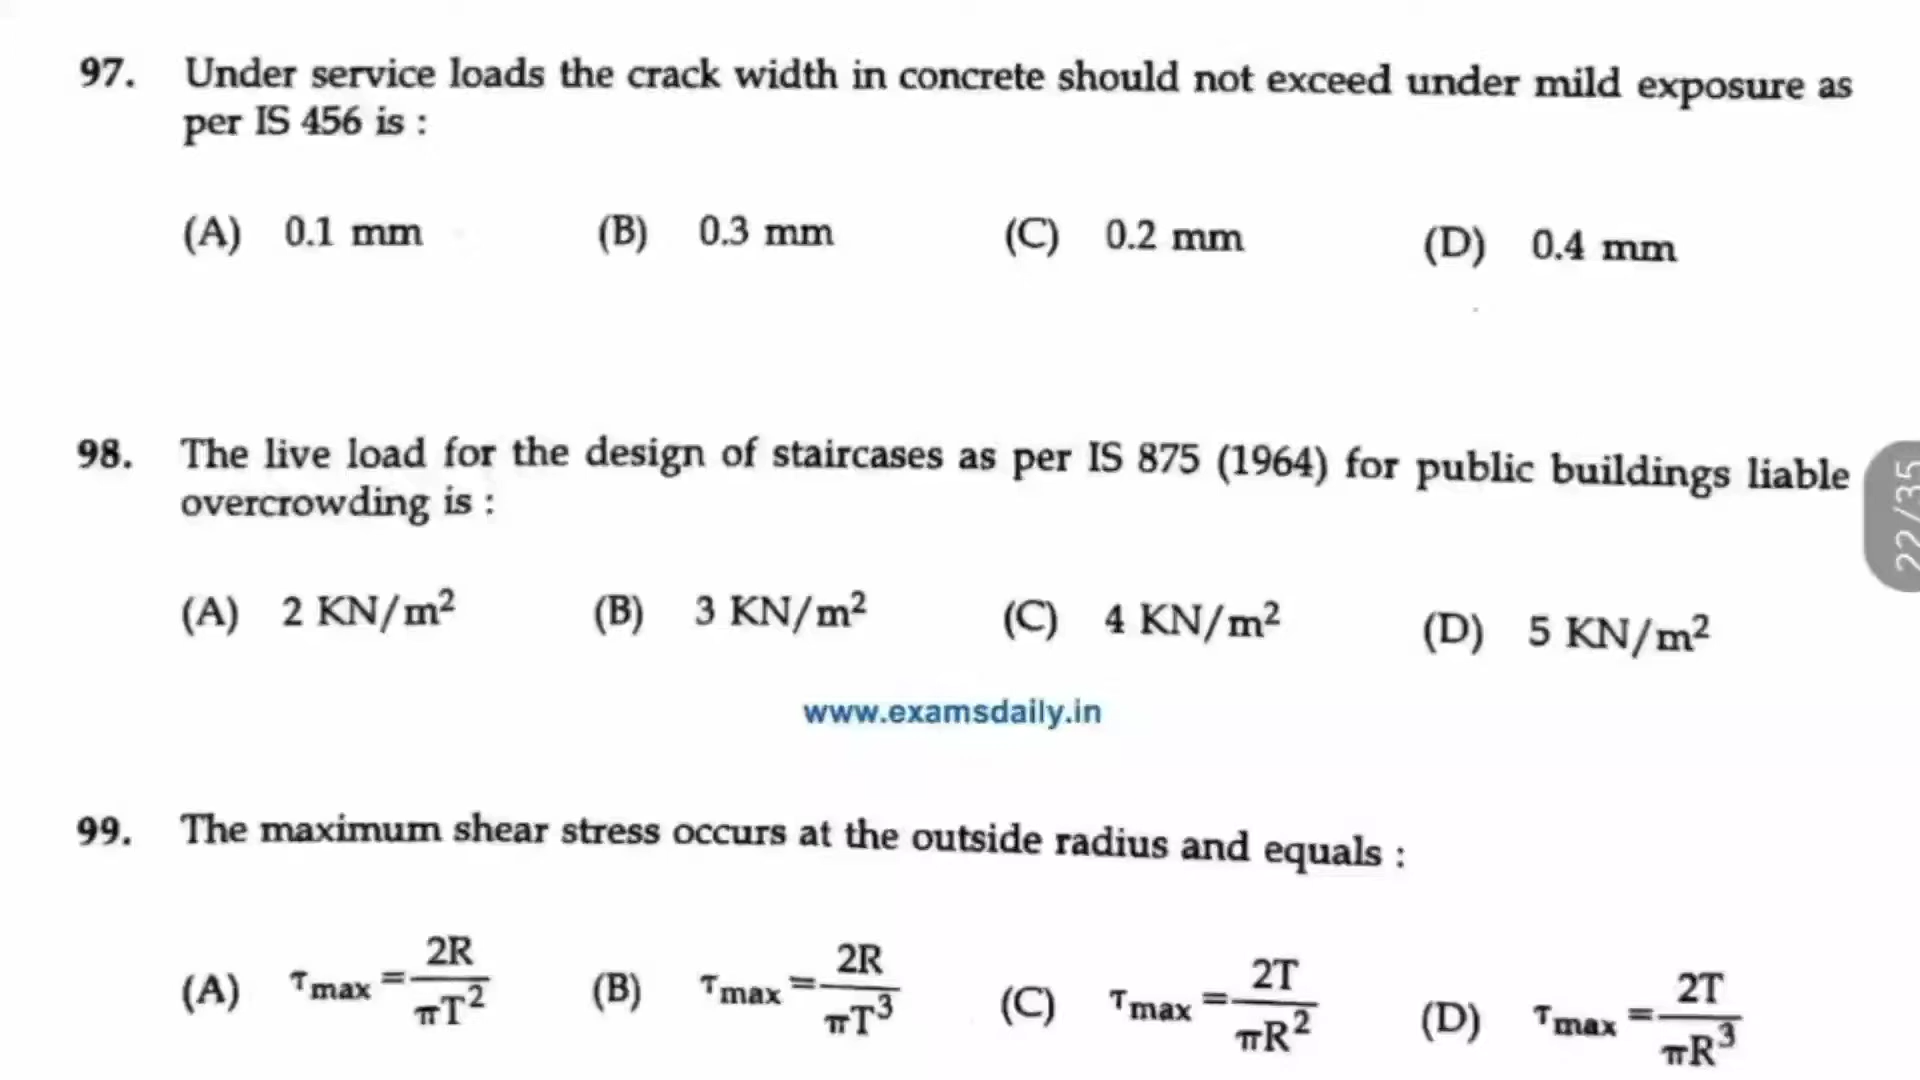 97. Under service loads the crack width in concrete should not exceed under mild exposure as
per IS 456 is :
(A) 0.1 mm (B) 0.3 mm (C) 0.2 mm (D) 0.4 mm
98. The live load for the design of staircases as per IS 875 (1964) for public buildings liable
overcrowding is :
(A) 2 KN/m² (B) 3 KN/m² (C) 4 KN/m² (D) 5 KN/m²
22/35
www.examsdaily.in
99. The maximum shear stress occurs at the outside radius and equals :
(A) τmax = 2R/πT² (B) τmax = 2R/πT³ (C) τmax = 2T/πR² (D) τmax = 2T/πR³